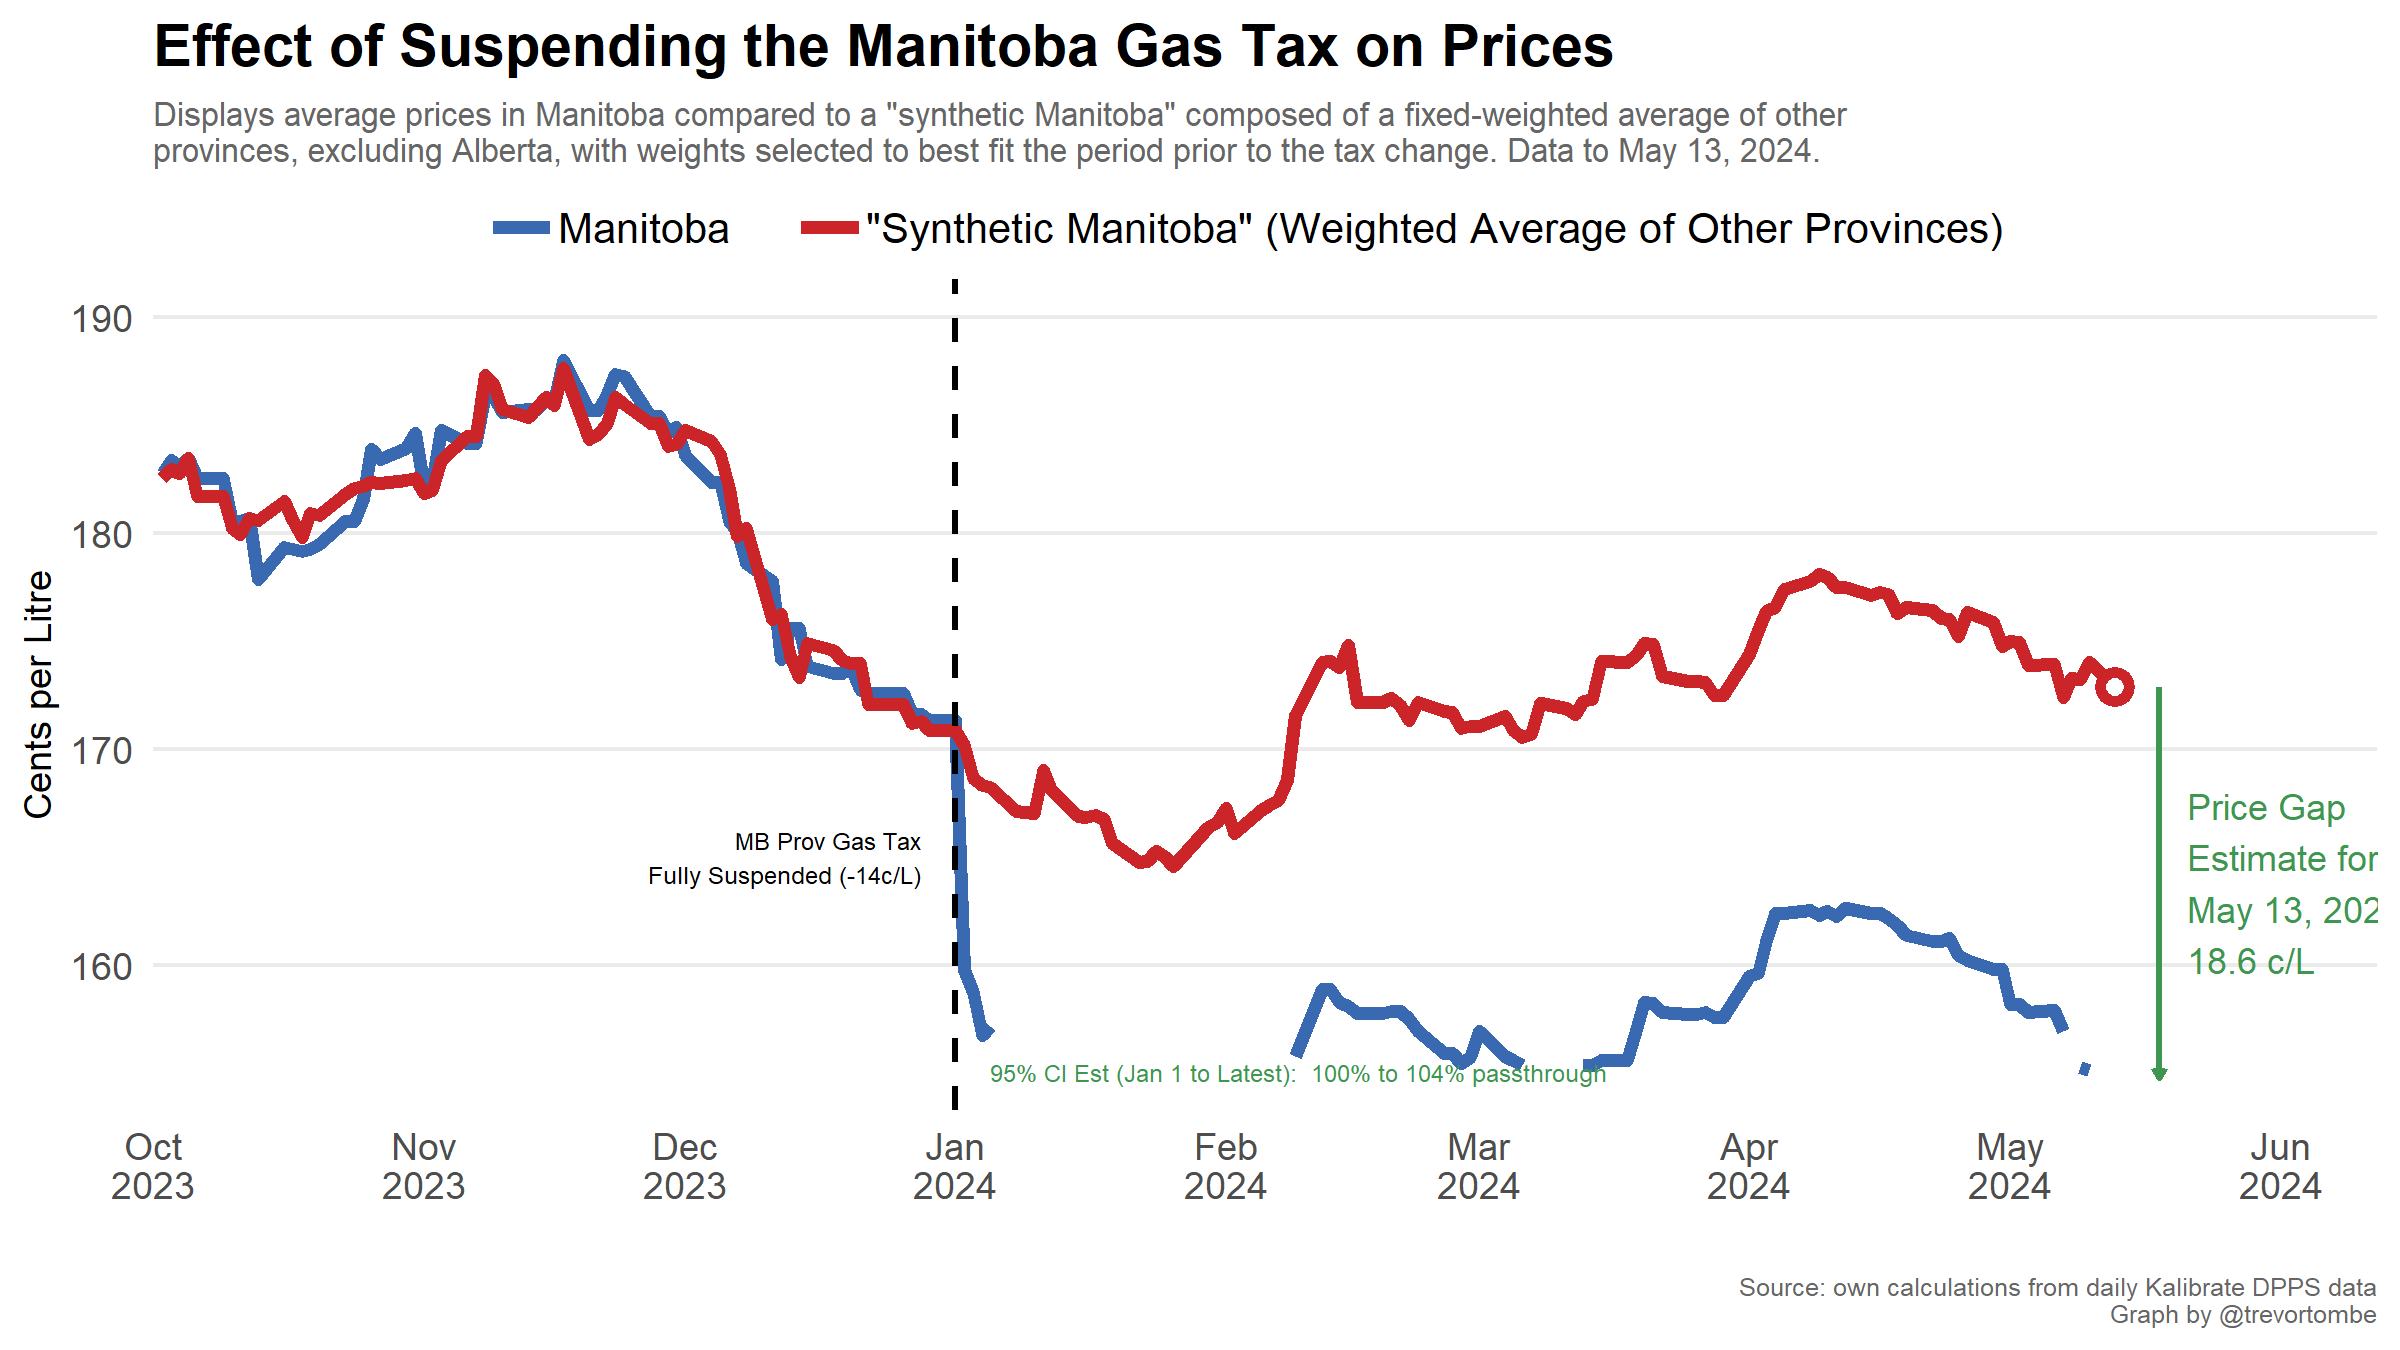 Effect of Suspending the Manitoba Gas Tax on Prices
Displays average prices in Manitoba compared to a "synthetic Manitoba" composed of a fixed-weighted average of other
provinces, excluding Alberta, with weights selected to best fit the period prior to the tax change. Data to May 13, 2024.
Manitoba
"Synthetic Manitoba" (Weighted Average of Other Provinces)
Cents per Litre
190
180
170
160
MB Prov Gas Tax
Fully Suspended (-14c/L)
Price Gap
Estimate for
May 13, 202
18.6 c/L
95% CI Est (Jan 1 to Latest): 100% to 104% passthrough
Oct
2023
Nov
2023
Dec
2023
Jan
2024
Feb
2024
Mar
2024
Apr
2024
May
2024
Jun
2024
Source: own calculations from daily Kalibrate DPPS data
Graph by @trevortombe